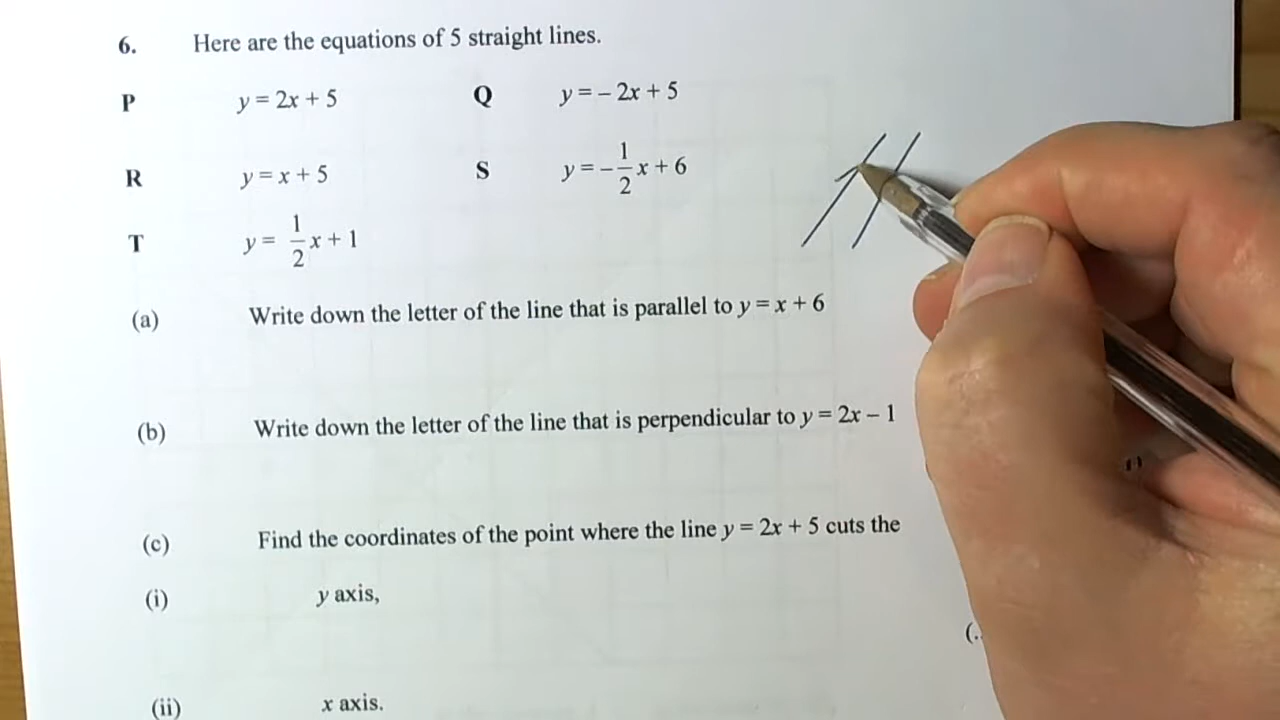 6. Here are the equations of 5 straight lines.
P y = 2x + 5 Q y = – 2x + 5
R y = x + 5 S y = – 1/2 x + 6
T y = 1/2 x + 1
(a) Write down the letter of the line that is parallel to y = x + 6
(b) Write down the letter of the line that is perpendicular to y = 2x – 1
(c) Find the coordinates of the point where the line y = 2x + 5 cuts the
(i) y axis,
(ii) x axis.